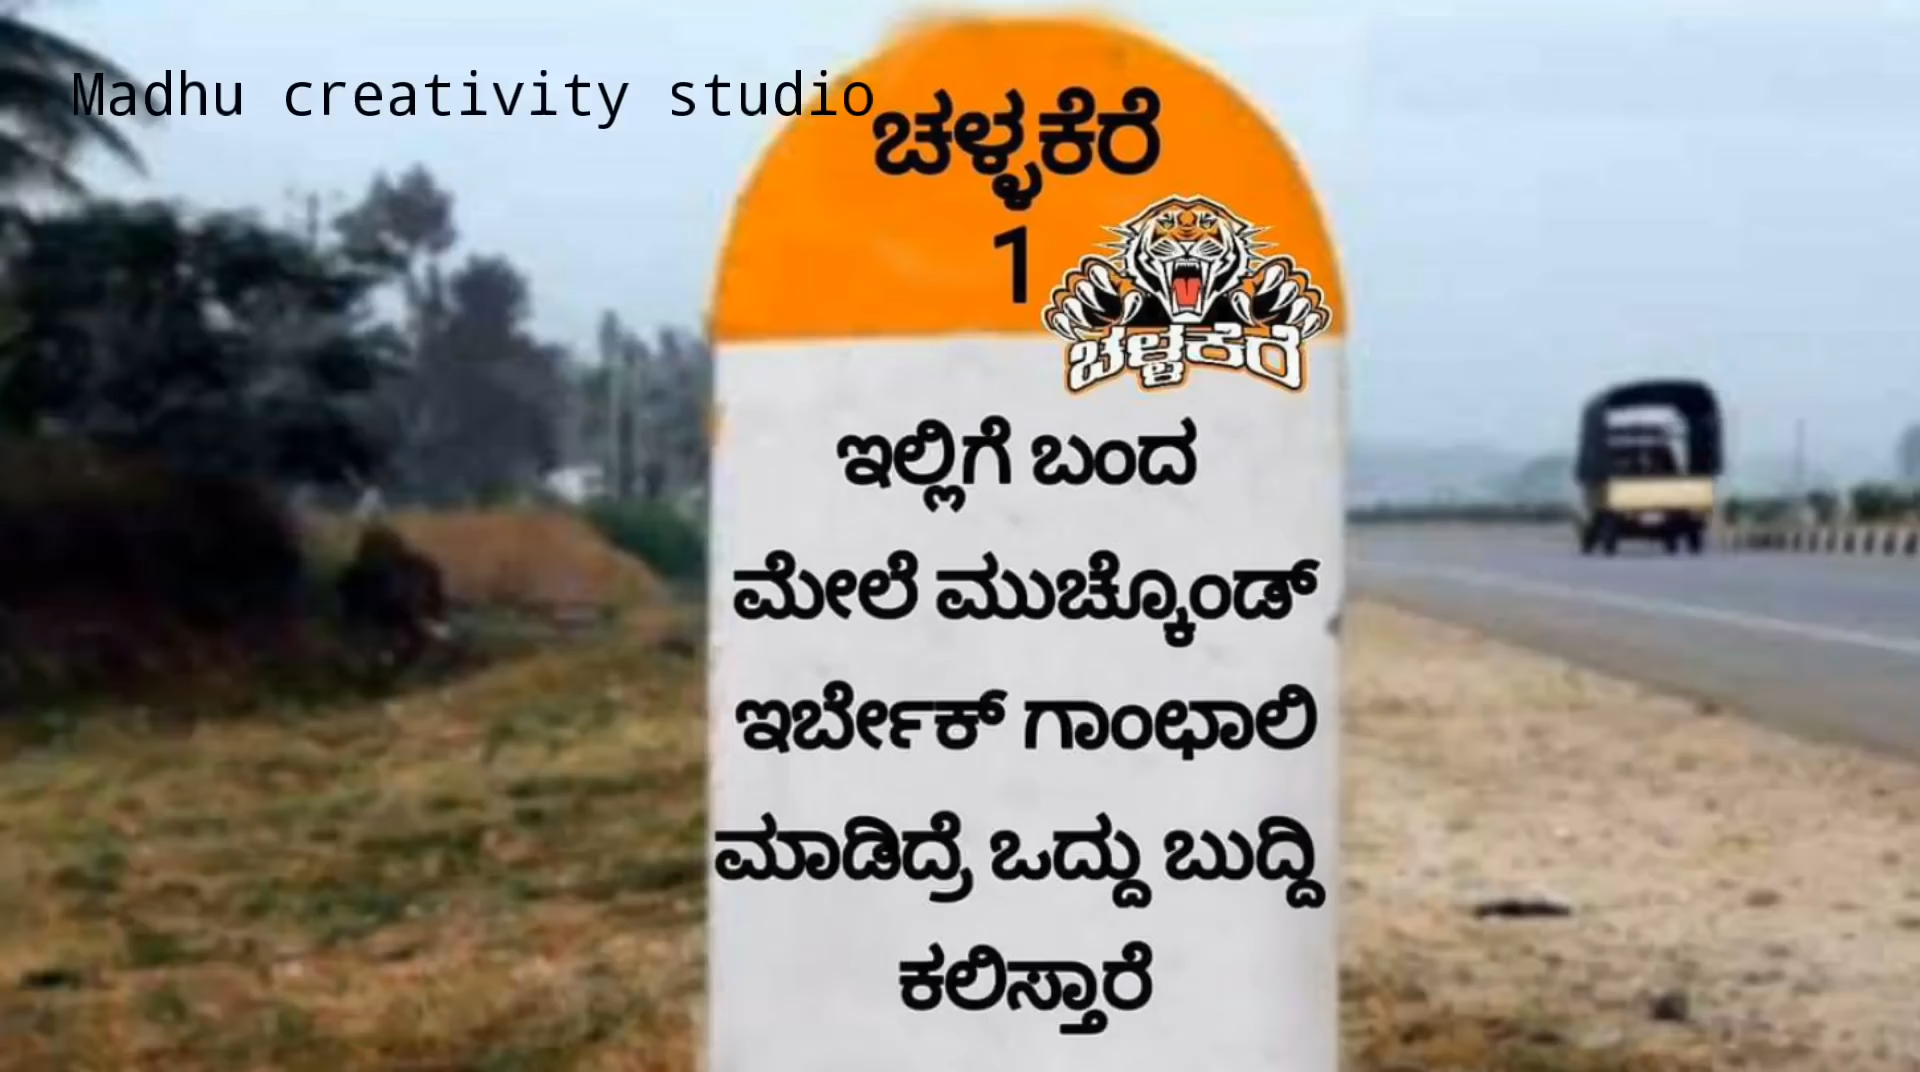 Madhu creativity studio
ಚಳ್ಳಕೆರೆ
1
ಚಳ್ಳಕೆರೆ
ಇಲ್ಲಿಗೆ ಬಂದ
ಮೇಲೆ ಮುಚ್ಕೊಂಡ್
ಇರ್ಬೇಕ್ ಗಾಂಛಾಲಿ
ಮಾಡಿದ್ರೆ ಒದ್ದು ಬುದ್ದಿ
ಕಲಿಸ್ತಾರೆ